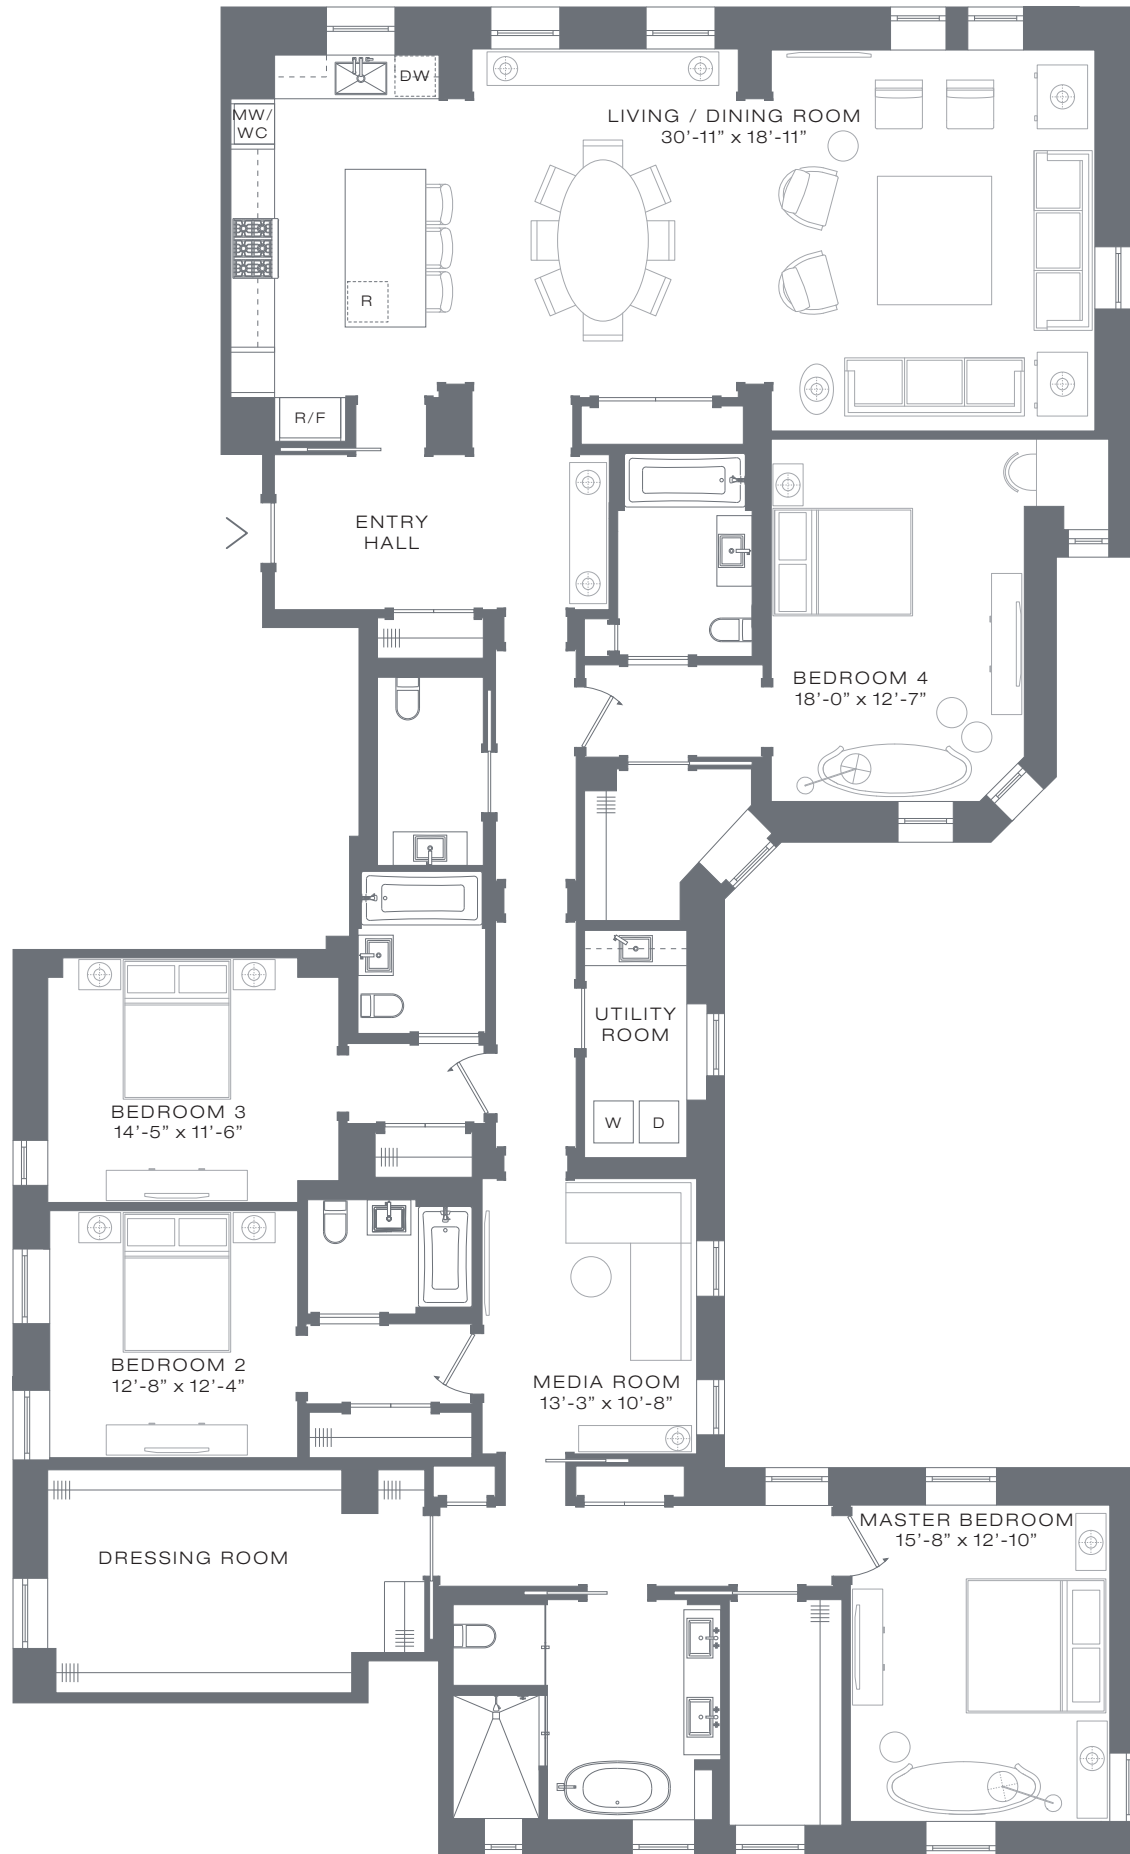 DW
MW/
WC
LIVING / DINING ROOM
30'-11” x 18'-11”
R
R/F
ENTRY
HALL
BEDROOM 4
18'-0” x 12'-7”
UTILITY
ROOM
W
D
BEDROOM 3
14'-5” x 11'-6”
BEDROOM 2
12'-8” x 12'-4”
MEDIA ROOM
13'-3” x 10'-8”
MASTER BEDROOM
15'-8” x 12'-10”
DRESSING ROOM